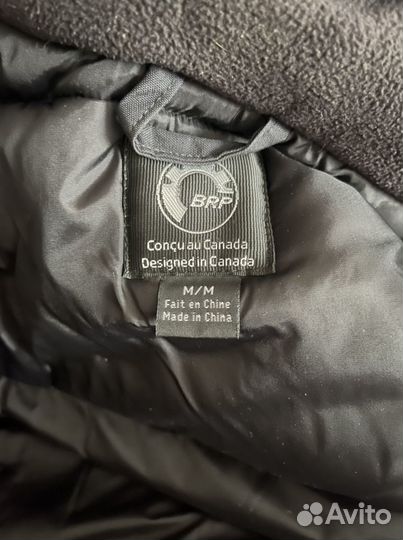 BRP
Conçu au Canada
Designed in Canada
M/M
Fait en Chine
Made in China
Avito